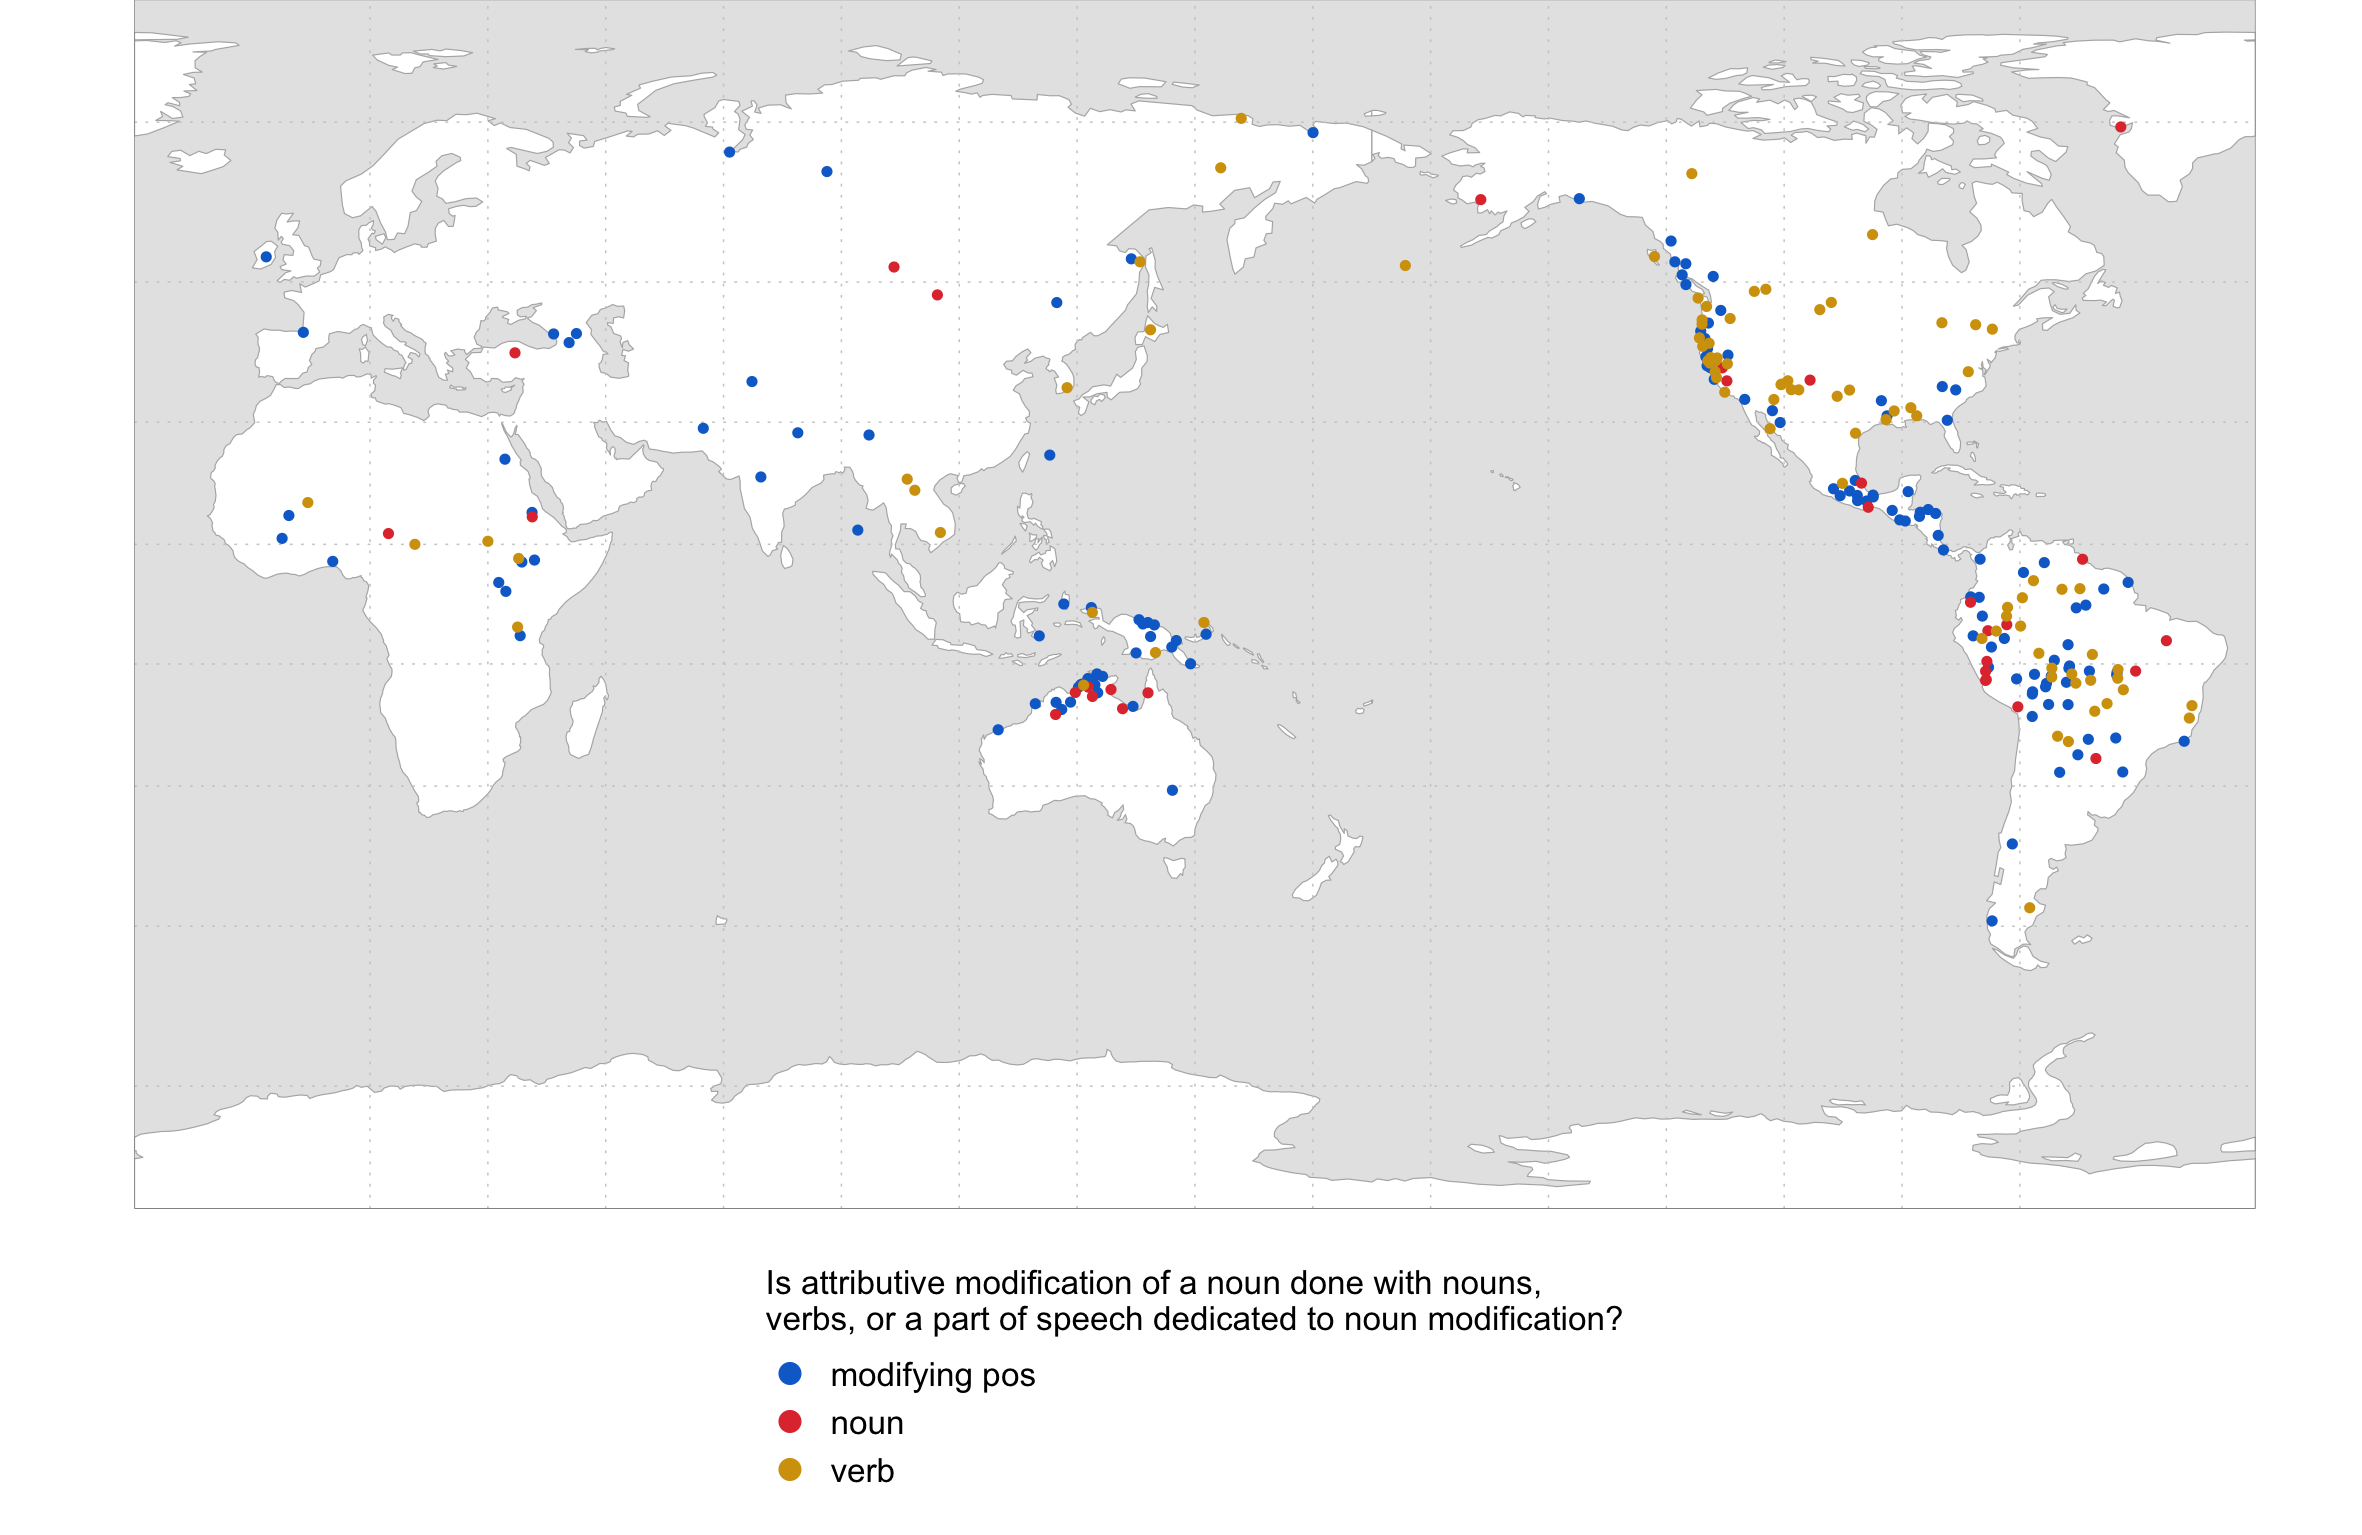 Is attributive modification of a noun done with nouns,
verbs, or a part of speech dedicated to noun modification?
modifying pos
noun
verb